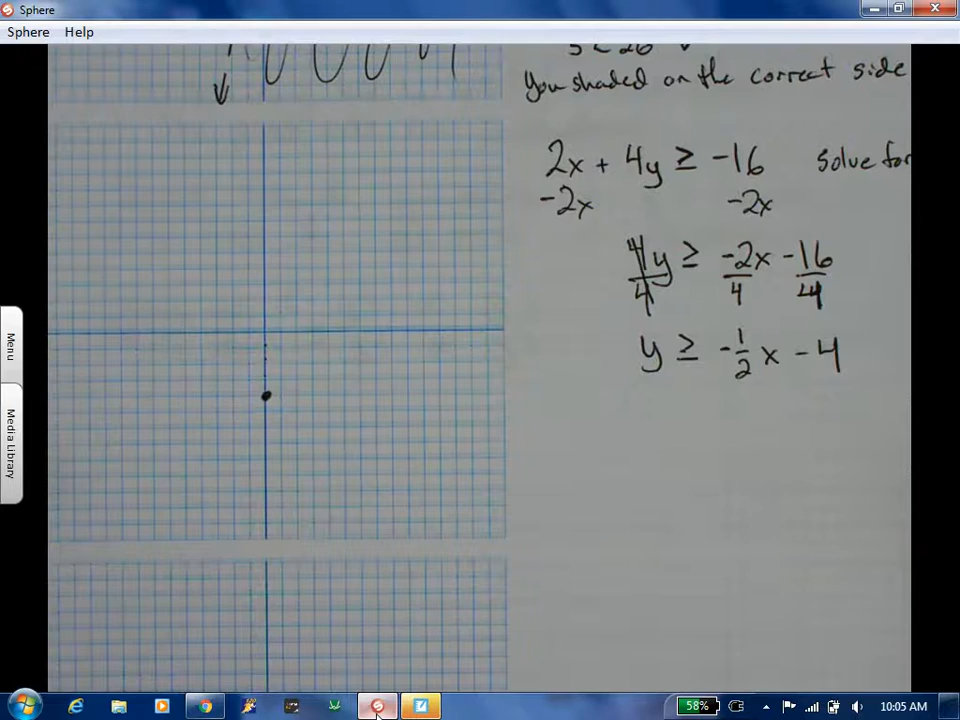 Sphere
Sphere Help
You shaded on the correct side
2x + 4y ≥ -16 solve for
-2x -2x
4y ≥ -2x -16
4 4 4
y ≥ -1/2 x - 4
Menu
Media Library
58% 10:05 AM